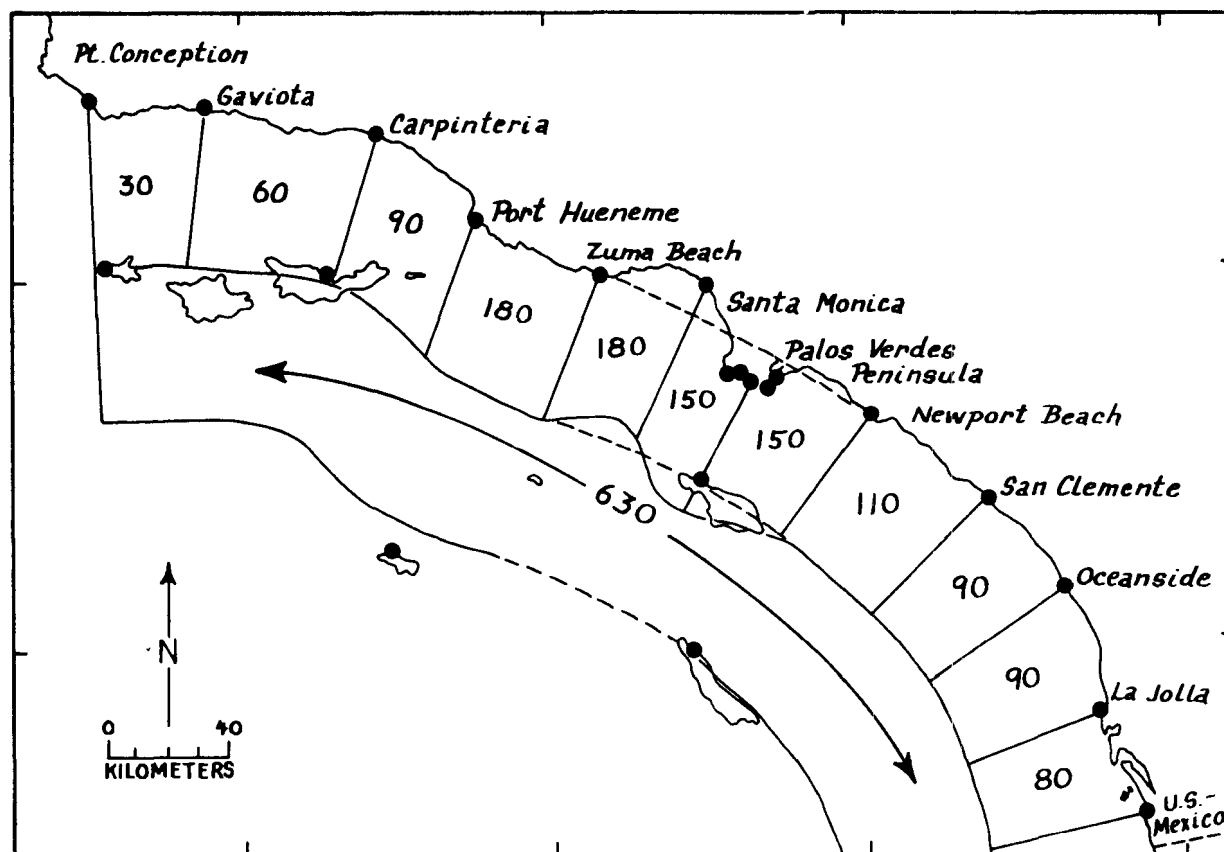 Pt. Conception
Gaviota
Carpinteria
30
60
90
Port Hueneme
Zuma Beach
180
180
Santa Monica
Palos Verdes
Peninsula
150
150
Newport Beach
630
110
San Clemente
90
Oceanside
N
90
La Jolla
0 40
KILOMETERS
80
U.S.-
Mexico